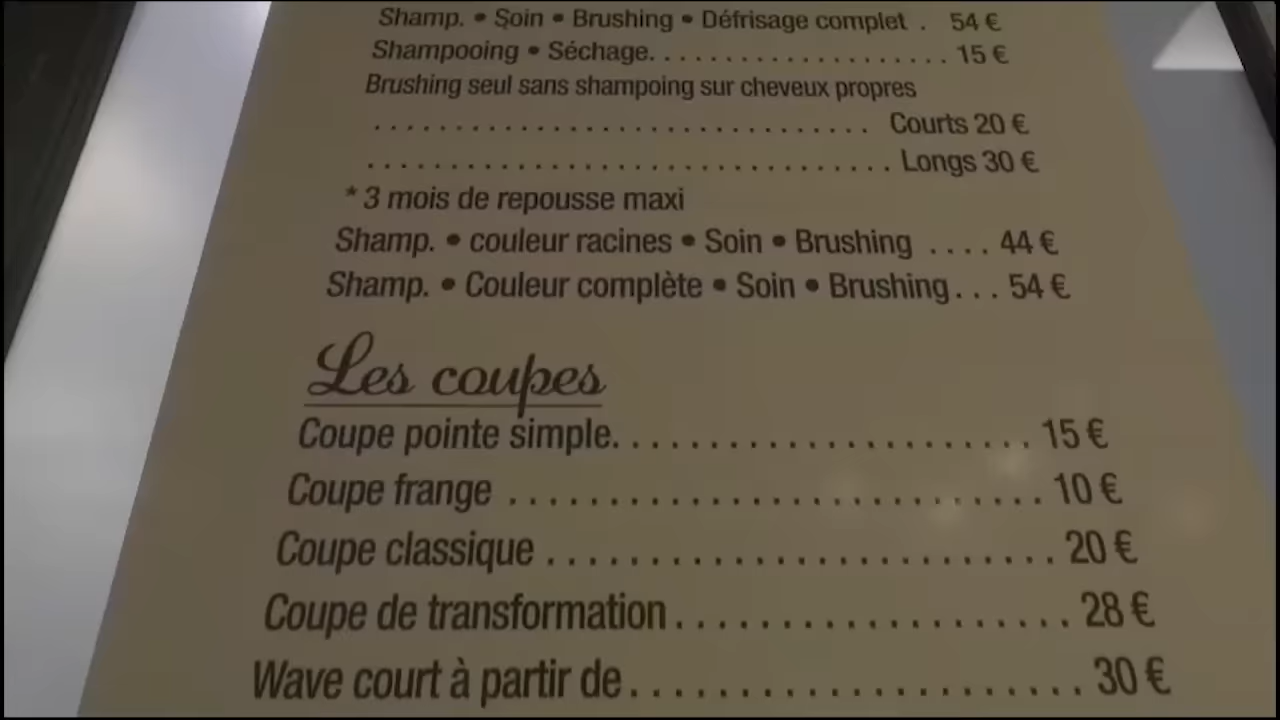 Shamp. • Soin • Brushing • Défrisage complet . 54 €
Shampooing • Séchage. . . . . . . . . . . . . . . . . . . . 15 €
Brushing seul sans shampoing sur cheveux propres
. . . . . . . . . . . . . . . . . . . . . . . . . . . . . . . . Courts 20 €
. . . . . . . . . . . . . . . . . . . . . . . . . . . . . . . . . Longs 30 €
* 3 mois de repousse maxi
Shamp. • couleur racines • Soin • Brushing . . . . 44 €
Shamp. • Couleur complète • Soin • Brushing. . . 54 €
Les coupes
Coupe pointe simple. . . . . . . . . . . . . . . . . . . . . . 15 €
Coupe frange . . . . . . . . . . . . . . . . . . . . . . . . . . . . 10 €
Coupe classique . . . . . . . . . . . . . . . . . . . . . . . . . 20 €
Coupe de transformation . . . . . . . . . . . . . . . . . . . 28 €
Wave court à partir de . . . . . . . . . . . . . . . . . . . . . 30 €